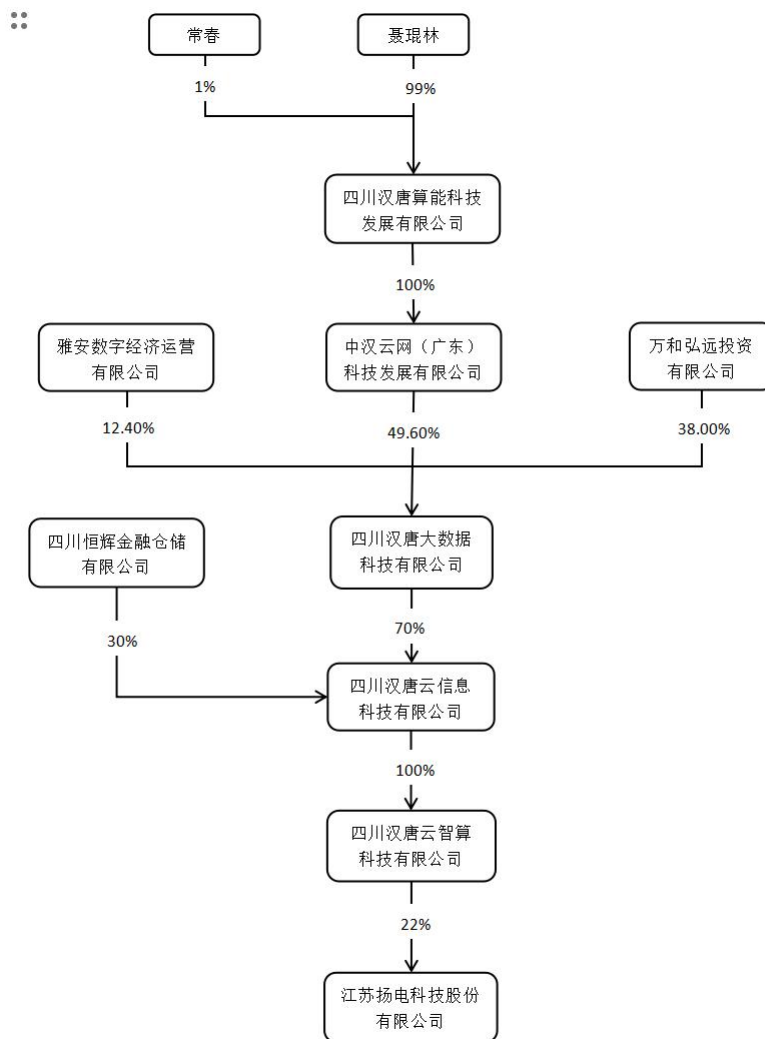 常春
聂琨林
1%
99%
四川汉唐算能科技
发展有限公司
100%
雅安数字经济运营
有限公司
中汉云网（广东）
科技发展有限公司
万和弘远投资
有限公司
12.40%
49.60%
38.00%
四川恒辉金融仓储
有限公司
四川汉唐大数据
科技有限公司
30%
70%
四川汉唐云信息
科技有限公司
100%
四川汉唐云智算
科技有限公司
22%
江苏扬电科技股份
有限公司